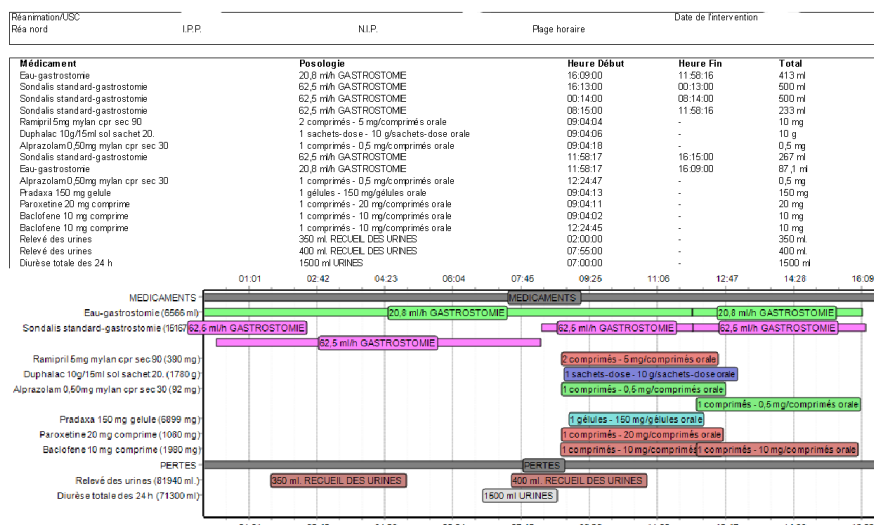 Réanimation/USC Date de l'intervention
Réa nord I.P.P. N.I.P. Plage horaire
Médicament Posologie Heure Début Heure Fin Total
Eau-gastrostomie 20,8 ml/h GASTROSTOMIE 16:09:00 11:58:16 413 ml
Sondalis standard-gastrostomie 62,5 ml/h GASTROSTOMIE 16:13:00 00:13:00 500 ml
Sondalis standard-gastrostomie 62,5 ml/h GASTROSTOMIE 00:14:00 08:14:00 500 ml
Sondalis standard-gastrostomie 62,5 ml/h GASTROSTOMIE 08:15:00 11:58:16 233 ml
Ramipril 5mg mylan cpr sec 90 2 comprimés - 5 mg/comprimés orale 09:04:04 - 10 mg
Duphalac 10g/15ml sol sachet 20. 1 sachets-dose - 10 g/sachets-dose orale 09:04:06 - 10 g
Alprazolam 0,50mg mylan cpr sec 30 1 comprimés - 0,5 mg/comprimés orale 09:04:18 - 0,5 mg
Sondalis standard-gastrostomie 62,5 ml/h GASTROSTOMIE 11:58:17 16:15:00 267 ml
Eau-gastrostomie 20,8 ml/h GASTROSTOMIE 11:58:17 16:09:00 87,1 ml
Alprazolam 0,50mg mylan cpr sec 30 1 comprimés - 0,5 mg/comprimés orale 12:24:47 - 0,5 mg
Pradaxa 150 mg gelule 1 gélules - 150 mg/gélules orale 09:04:13 - 150 mg
Paroxetine 20 mg comprime 1 comprimés - 20 mg/comprimés orale 09:04:11 - 20 mg
Baclofene 10 mg comprime 1 comprimés - 10 mg/comprimés orale 09:04:02 - 10 mg
Baclofene 10 mg comprime 1 comprimés - 10 mg/comprimés orale 12:24:45 - 10 mg
Relevé des urines 350 ml. RECUEIL DES URINES 02:00:00 - 350 ml.
Relevé des urines 400 ml. RECUEIL DES URINES 07:55:00 - 400 ml.
Diurèse totale des 24 h 1500 ml URINES 07:00:00 - 1500 ml
01:01 02:42 04:23 06:04 07:45 09:26 11:06 12:47 14:28 16:09
MEDICAMENTS MEDICAMENTS
Eau-gastrostomie (5566 ml) 20,8 ml/h GASTROSTOMIE 20,8 ml/h GASTROSTOMIE
Sondalis standard-gastrostomie 62,5 ml/h GASTROSTOMIE 62,5 ml/h GASTROSTOMIE 62,5 ml/h GASTROSTOMIE
62,5 ml/h GASTROSTOMIE
Ramipril 5mg mylan cpr sec 90 (390 mg) 2 comprimés - 5 mg/comprimés orale
Duphalac 10g/15ml sol sachet 20. (1780 g) 1 sachets-dose - 10 g/sachets-dose orale
Alprazolam 0,50mg mylan cpr sec 30 (92 mg) 1 comprimés - 0,5 mg/comprimés orale
1 comprimés - 0,5 mg/comprimés orale
Pradaxa 150 mg gelule (6899 mg) 1 gélules - 150 mg/gélules orale
Paroxetine 20 mg comprime (1080 mg) 1 comprimés - 20 mg/comprimés orale
Baclofene 10 mg comprime (1980 mg) 1 comprimés - 10 mg/comprimés 1 comprimés - 10 mg/comprimés orale
PERTES PERTES
Relevé des urines (81940 ml.) 350 ml. RECUEIL DES URINES 400 ml. RECUEIL DES URINES
Diurèse totale des 24 h (71300 ml) 1500 ml URINES